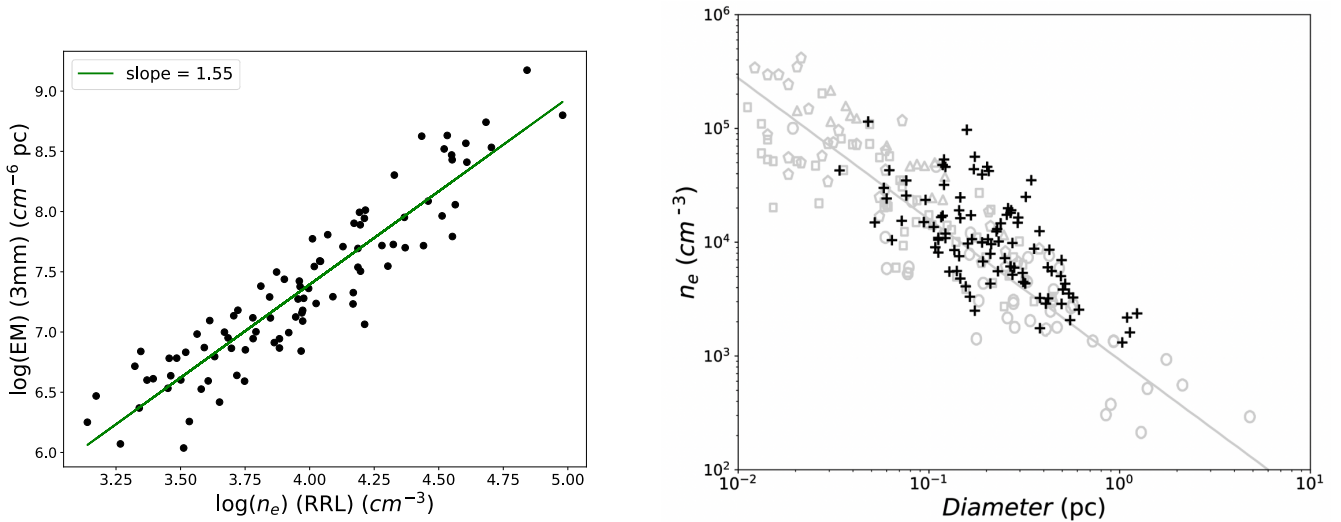 slope = 1.55
log(EM) (3mm) (cm⁻⁶ pc)
9.0
8.5
8.0
7.5
7.0
6.5
6.0
3.25 3.50 3.75 4.00 4.25 4.50 4.75 5.00
log(nₑ) (RRL) (cm⁻³)
nₑ (cm⁻³)
10⁶
10⁵
10⁴
10³
10²
10⁻² 10⁻¹ 10⁰ 10¹
Diameter (pc)